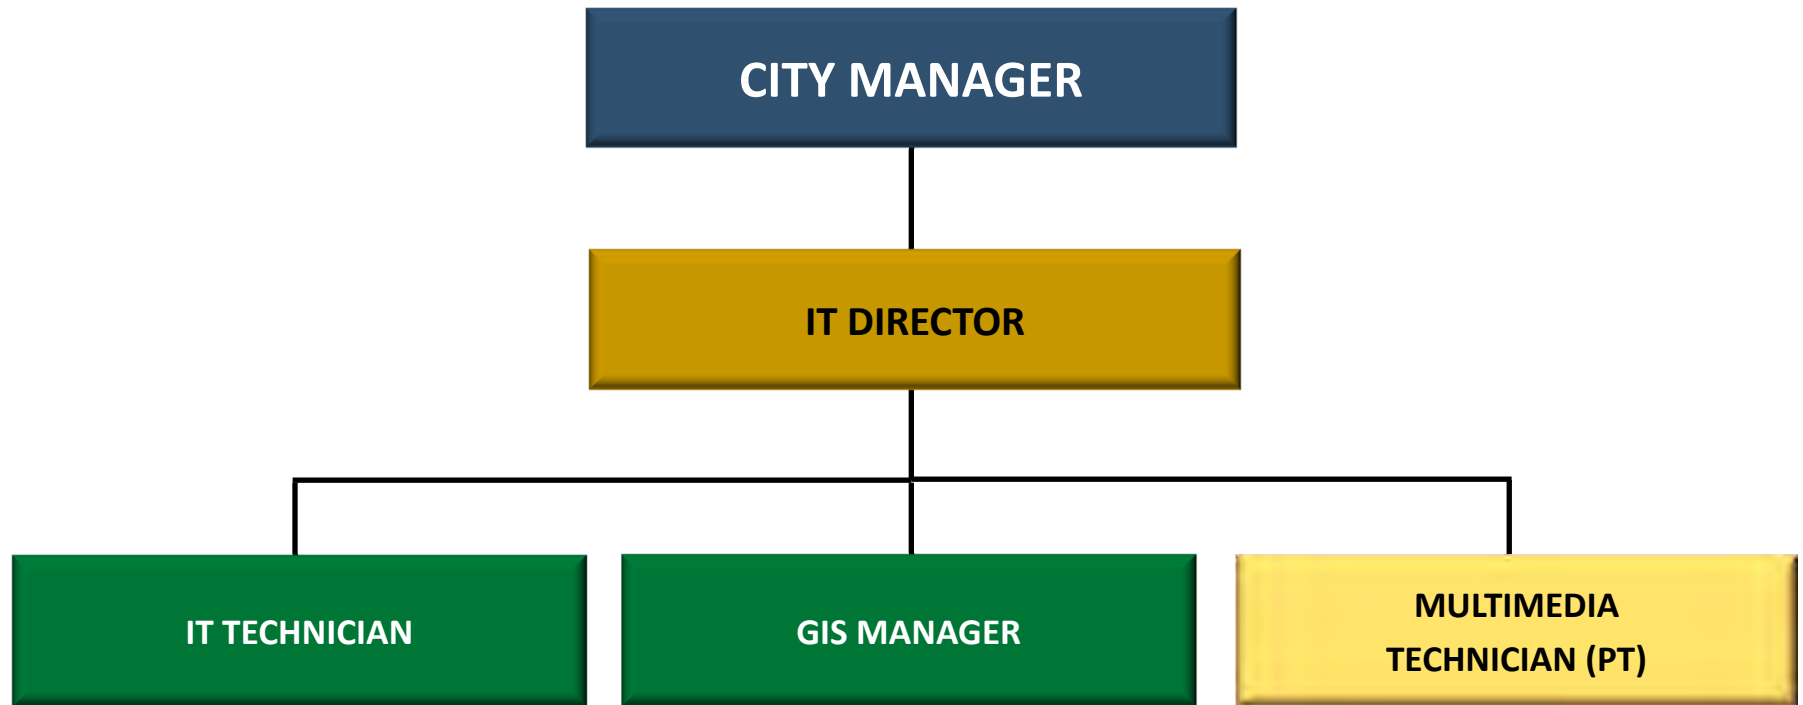 CITY MANAGER
IT DIRECTOR
IT TECHNICIAN
GIS MANAGER
MULTIMEDIA
TECHNICIAN (PT)